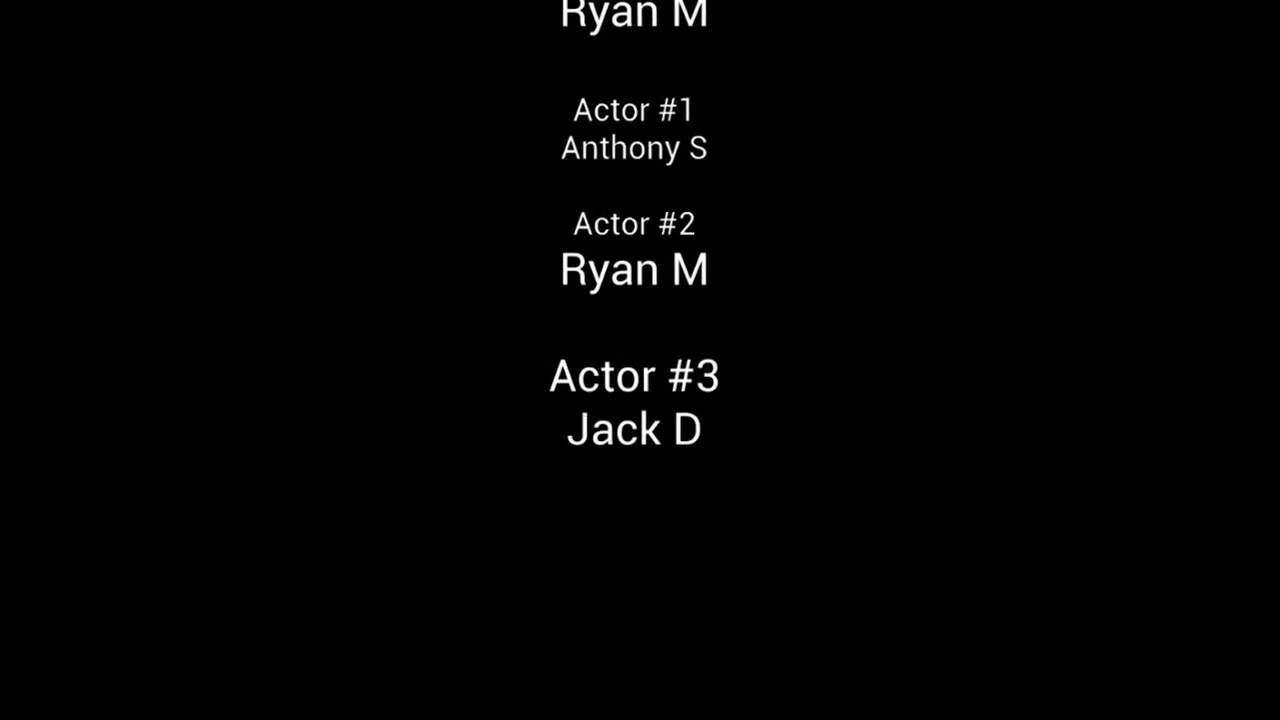 Ryan M
Actor #1
Anthony S
Actor #2
Ryan M
Actor #3
Jack D